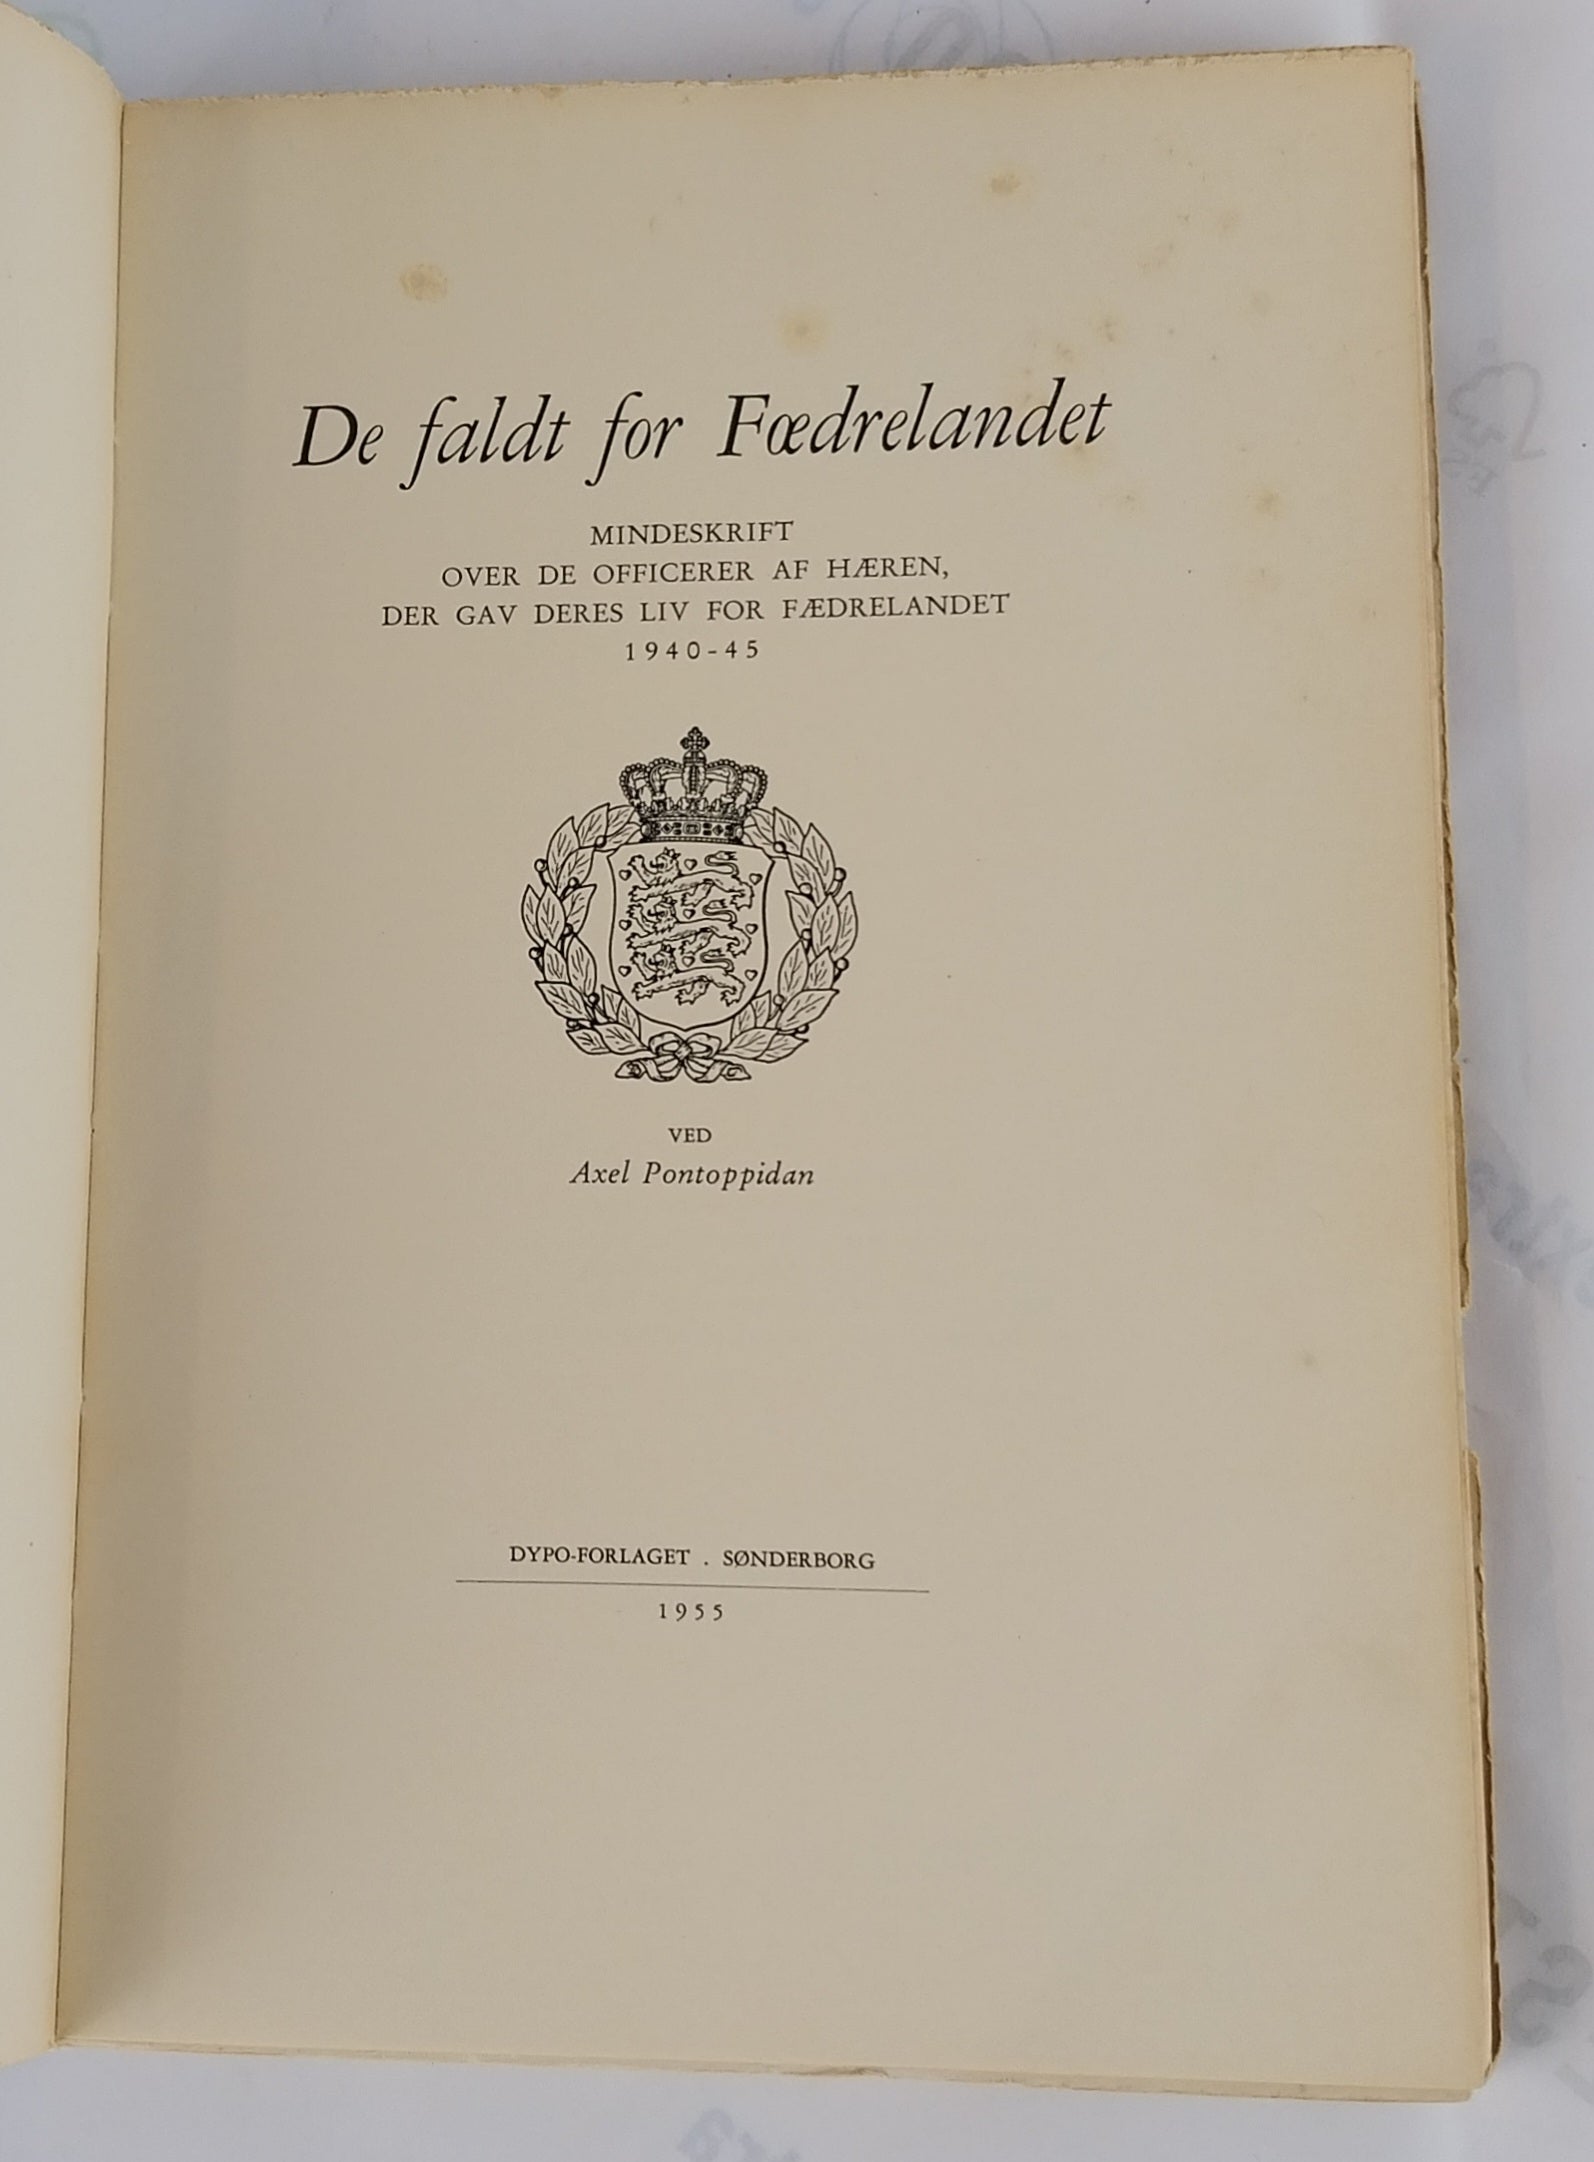 De faldt for Fædrelandet
MINDESKRIFT
OVER DE OFFICERER AF HÆREN,
DER GAV DERES LIV FOR FÆDRELANDET
1940-45
VED
Axel Pontoppidan
DYPO-FORLAGET . SØNDERBORG
1955